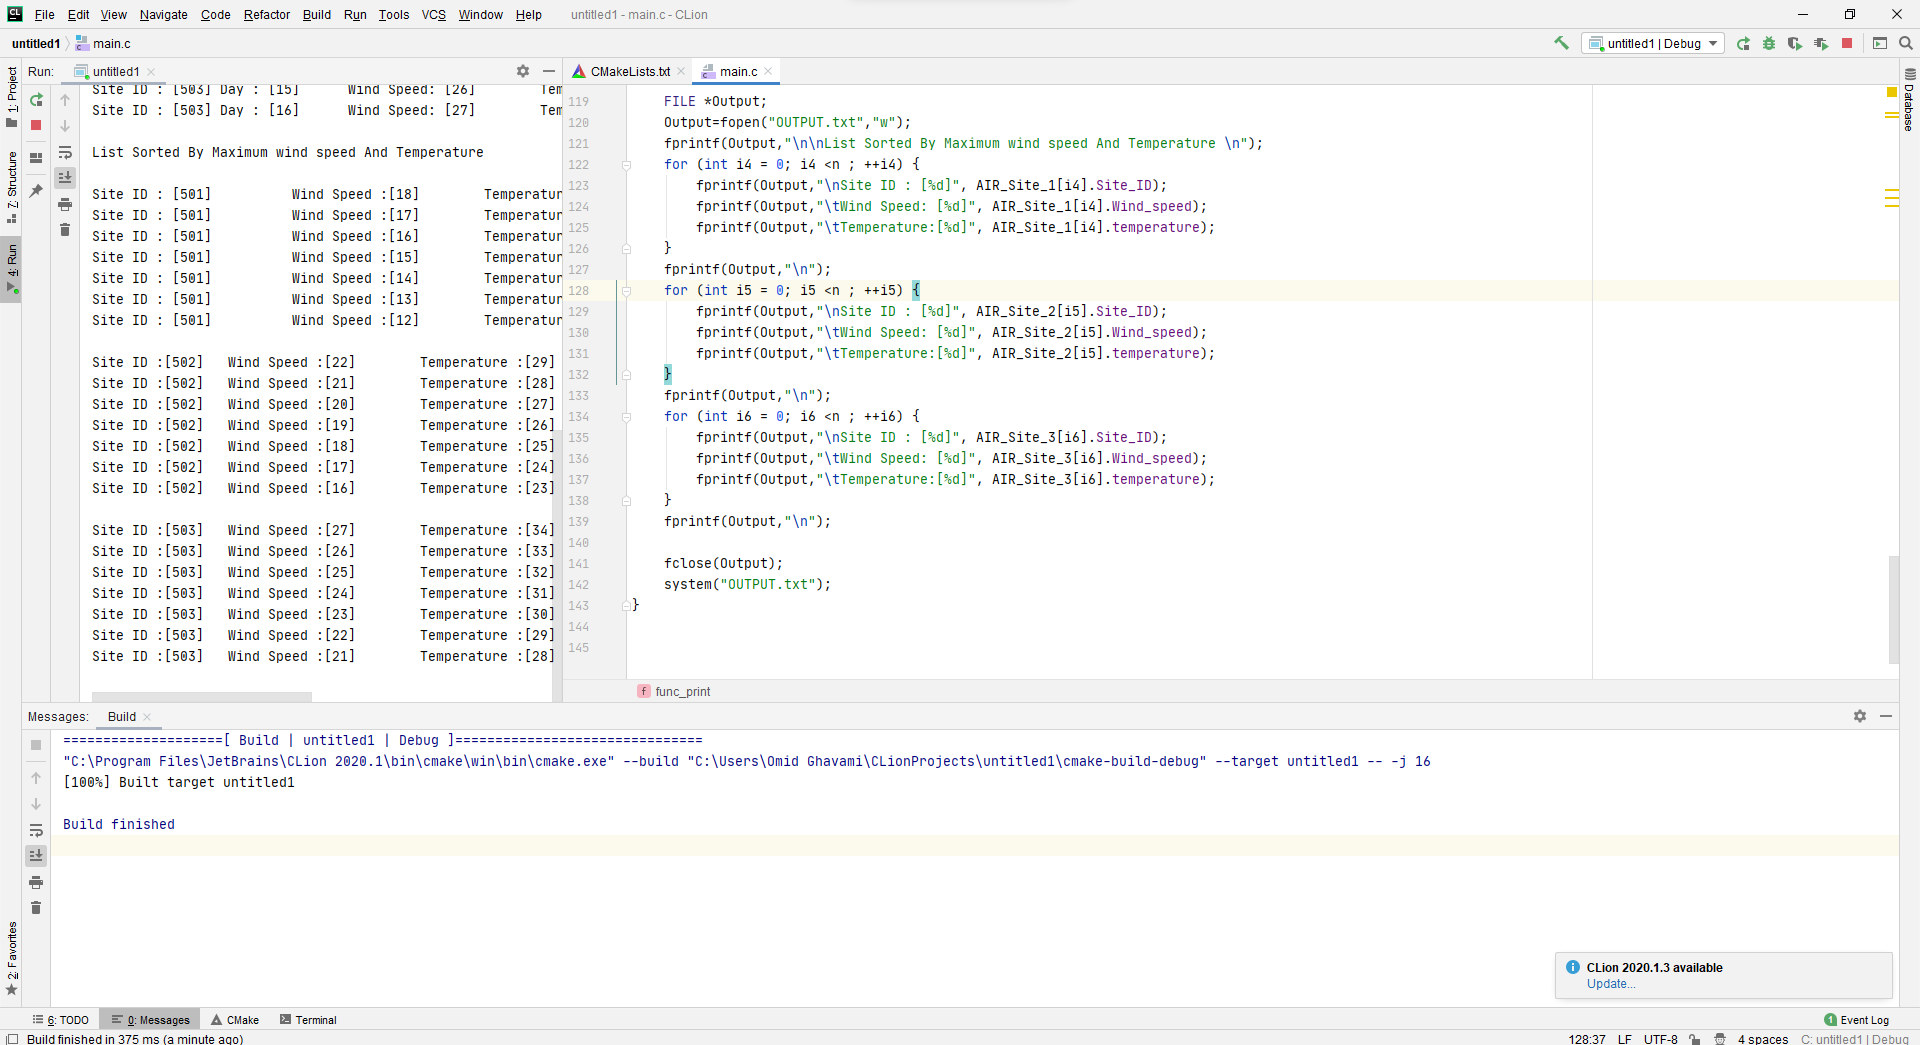 File Edit View Navigate Code Refactor Build Run Tools VCS Window Help untitled1 - main.c - CLion
untitled1 main.c untitled1 | Debug
Run: untitled1
CMakeLists.txt main.c
1: Project
7: Structure
4: Run
2: Favorites
Database
Site ID : [503] Day : [15] Wind Speed: [26] Tem
Site ID : [503] Day : [16] Wind Speed: [27] Tem
List Sorted By Maximum wind speed And Temperature
Site ID : [501] Wind Speed :[18] Temperatur
Site ID : [501] Wind Speed :[17] Temperatur
Site ID : [501] Wind Speed :[16] Temperatur
Site ID : [501] Wind Speed :[15] Temperatur
Site ID : [501] Wind Speed :[14] Temperatur
Site ID : [501] Wind Speed :[13] Temperatur
Site ID : [501] Wind Speed :[12] Temperatur
Site ID :[502] Wind Speed :[22] Temperature :[29]
Site ID :[502] Wind Speed :[21] Temperature :[28]
Site ID :[502] Wind Speed :[20] Temperature :[27]
Site ID :[502] Wind Speed :[19] Temperature :[26]
Site ID :[502] Wind Speed :[18] Temperature :[25]
Site ID :[502] Wind Speed :[17] Temperature :[24]
Site ID :[502] Wind Speed :[16] Temperature :[23]
Site ID :[503] Wind Speed :[27] Temperature :[34]
Site ID :[503] Wind Speed :[26] Temperature :[33]
Site ID :[503] Wind Speed :[25] Temperature :[32]
Site ID :[503] Wind Speed :[24] Temperature :[31]
Site ID :[503] Wind Speed :[23] Temperature :[30]
Site ID :[503] Wind Speed :[22] Temperature :[29]
Site ID :[503] Wind Speed :[21] Temperature :[28]
119 FILE *Output;
120 Output=fopen("OUTPUT.txt","w");
121 fprintf(Output,"\n\nList Sorted By Maximum wind speed And Temperature \n");
122 for (int i4 = 0; i4 <n ; ++i4) {
123 fprintf(Output,"\nSite ID : [%d]", AIR_Site_1[i4].Site_ID);
124 fprintf(Output,"\tWind Speed: [%d]", AIR_Site_1[i4].Wind_speed);
125 fprintf(Output,"\tTemperature:[%d]", AIR_Site_1[i4].temperature);
126 }
127 fprintf(Output,"\n");
128 for (int i5 = 0; i5 <n ; ++i5) {
129 fprintf(Output,"\nSite ID : [%d]", AIR_Site_2[i5].Site_ID);
130 fprintf(Output,"\tWind Speed: [%d]", AIR_Site_2[i5].Wind_speed);
131 fprintf(Output,"\tTemperature:[%d]", AIR_Site_2[i5].temperature);
132 }
133 fprintf(Output,"\n");
134 for (int i6 = 0; i6 <n ; ++i6) {
135 fprintf(Output,"\nSite ID : [%d]", AIR_Site_3[i6].Site_ID);
136 fprintf(Output,"\tWind Speed: [%d]", AIR_Site_3[i6].Wind_speed);
137 fprintf(Output,"\tTemperature:[%d]", AIR_Site_3[i6].temperature);
138 }
139 fprintf(Output,"\n");
140
141 fclose(Output);
142 system("OUTPUT.txt");
143 }
144
145
f func_print
Messages: Build
====================[ Build | untitled1 | Debug ]===============================
"C:\Program Files\JetBrains\CLion 2020.1\bin\cmake\win\bin\cmake.exe" --build "C:\Users\Omid Ghavami\CLionProjects\untitled1\cmake-build-debug" --target untitled1 -- -j 16
[100%] Built target untitled1
Build finished
CLion 2020.1.3 available
Update...
6: TODO 0: Messages CMake Terminal 1 Event Log
Build finished in 375 ms (a minute ago) 128:37 LF UTF-8 4 spaces C: untitled1 | Debug